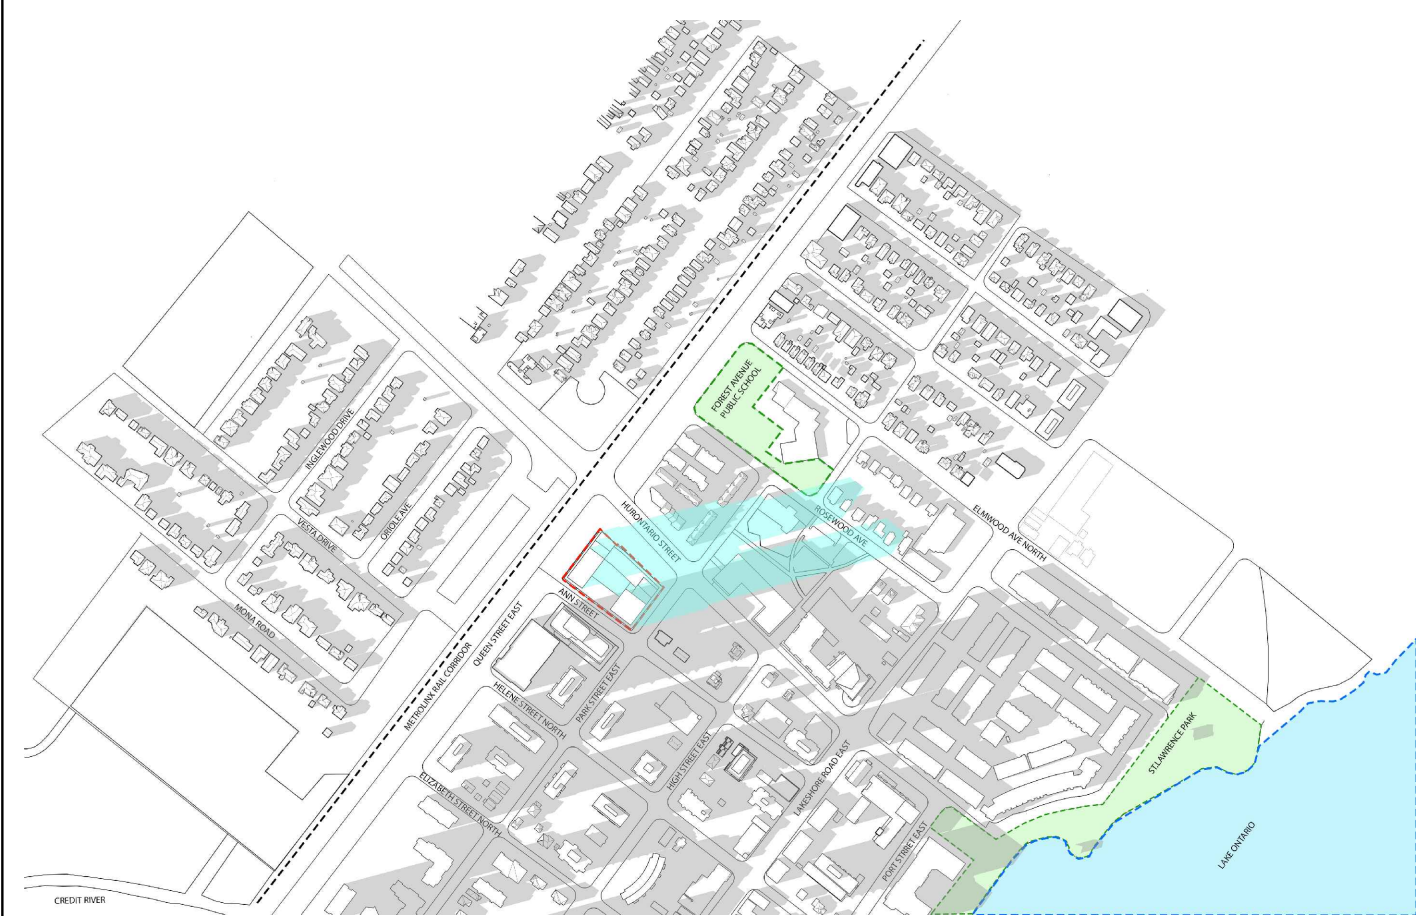 FOREST AVENUE
PUBLIC SCHOOL
INGLEWOOD DRIVE
ORIOLE AVE
VESTA DRIVE
HURONTARIO STREET
ROSEWOOD AVE
ELMWOOD AVE NORTH
ANN STREET
MONA ROAD
QUEEN STREET EAST
METROLINX RAIL CORRIDOR
HELENE STREET NORTH
PARK STREET EAST
HIGH STREET EAST
LAKESHORE ROAD EAST
ST.LAWRENCE PARK
ELIZABETH STREET NORTH
PORT STREET EAST
LAKE ONTARIO
CREDIT RIVER